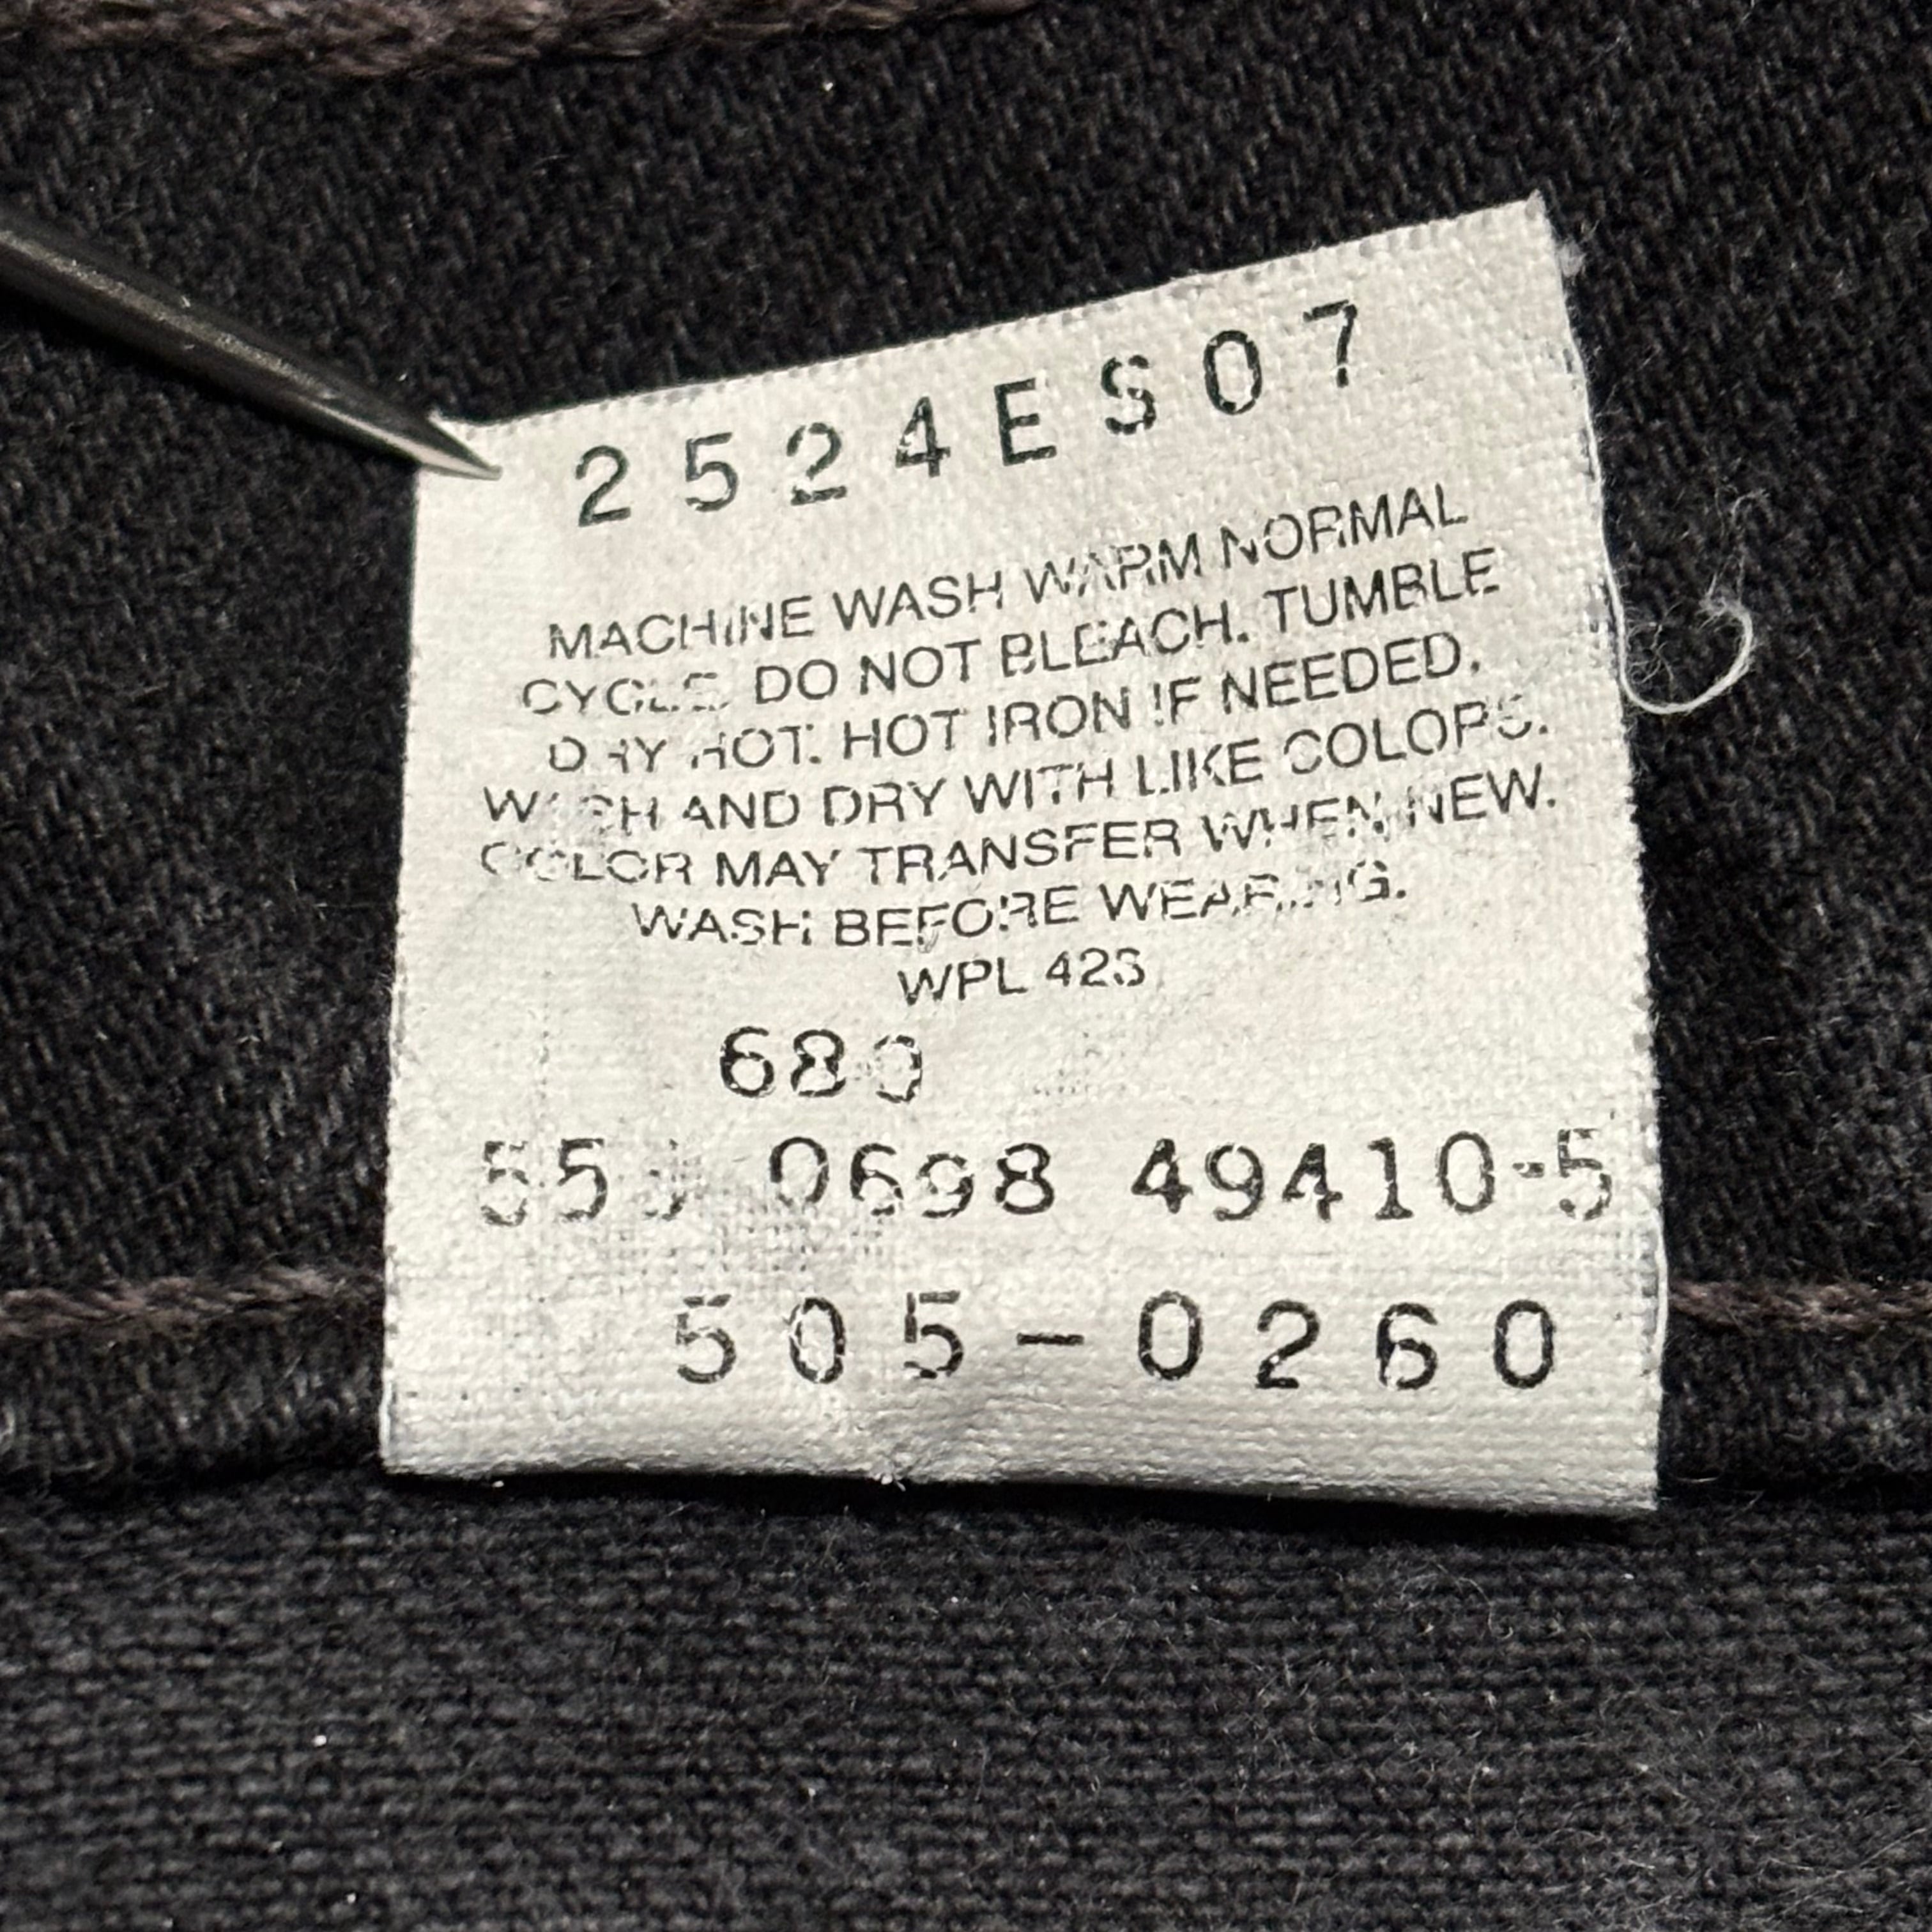 2524ES07
MACHINE WASH WARM NORMAL
CYCLE. DO NOT BLEACH. TUMBLE
DRY HOT. HOT IRON IF NEEDED.
WASH AND DRY WITH LIKE COLORS.
COLOR MAY TRANSFER WHEN NEW.
WASH BEFORE WEARING.
WPL 423
680
0698 49410-5
505-0260